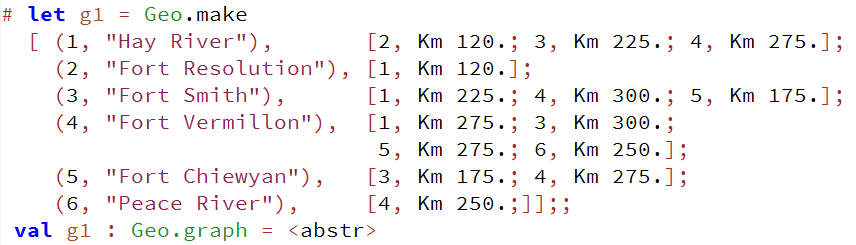 # let g1 = Geo.make
[ (1, "Hay River"), [2, Km 120.; 3, Km 225.; 4, Km 275.];
(2, "Fort Resolution"), [1, Km 120.];
(3, "Fort Smith"), [1, Km 225.; 4, Km 300.; 5, Km 175.];
(4, "Fort Vermillon"), [1, Km 275.; 3, Km 300.;
5, Km 275.; 6, Km 250.];
(5, "Fort Chiewyan"), [3, Km 175.; 4, Km 275.];
(6, "Peace River"), [4, Km 250.;]];;
val g1 : Geo.graph = <abstr>